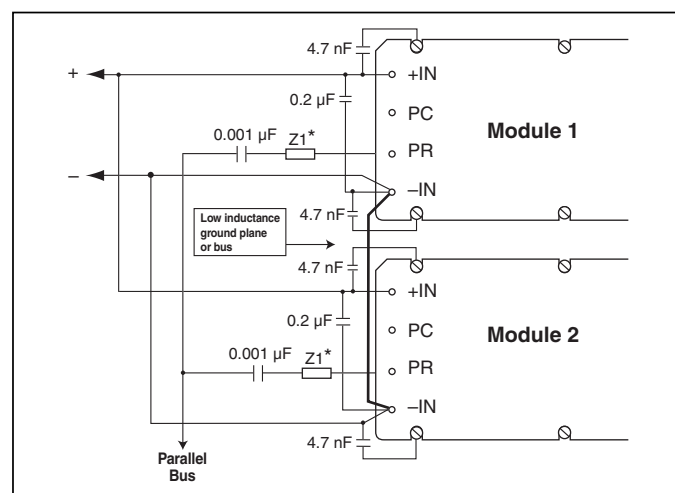 4.7 nF
+
+IN
0.2 µF
PC
Module 1
0.001 µF
Z1*
PR
–
–IN
4.7 nF
Low inductance
ground plane
or bus
4.7 nF
+IN
0.2 µF
PC
Module 2
0.001 µF
Z1*
PR
–IN
4.7 nF
Parallel
Bus